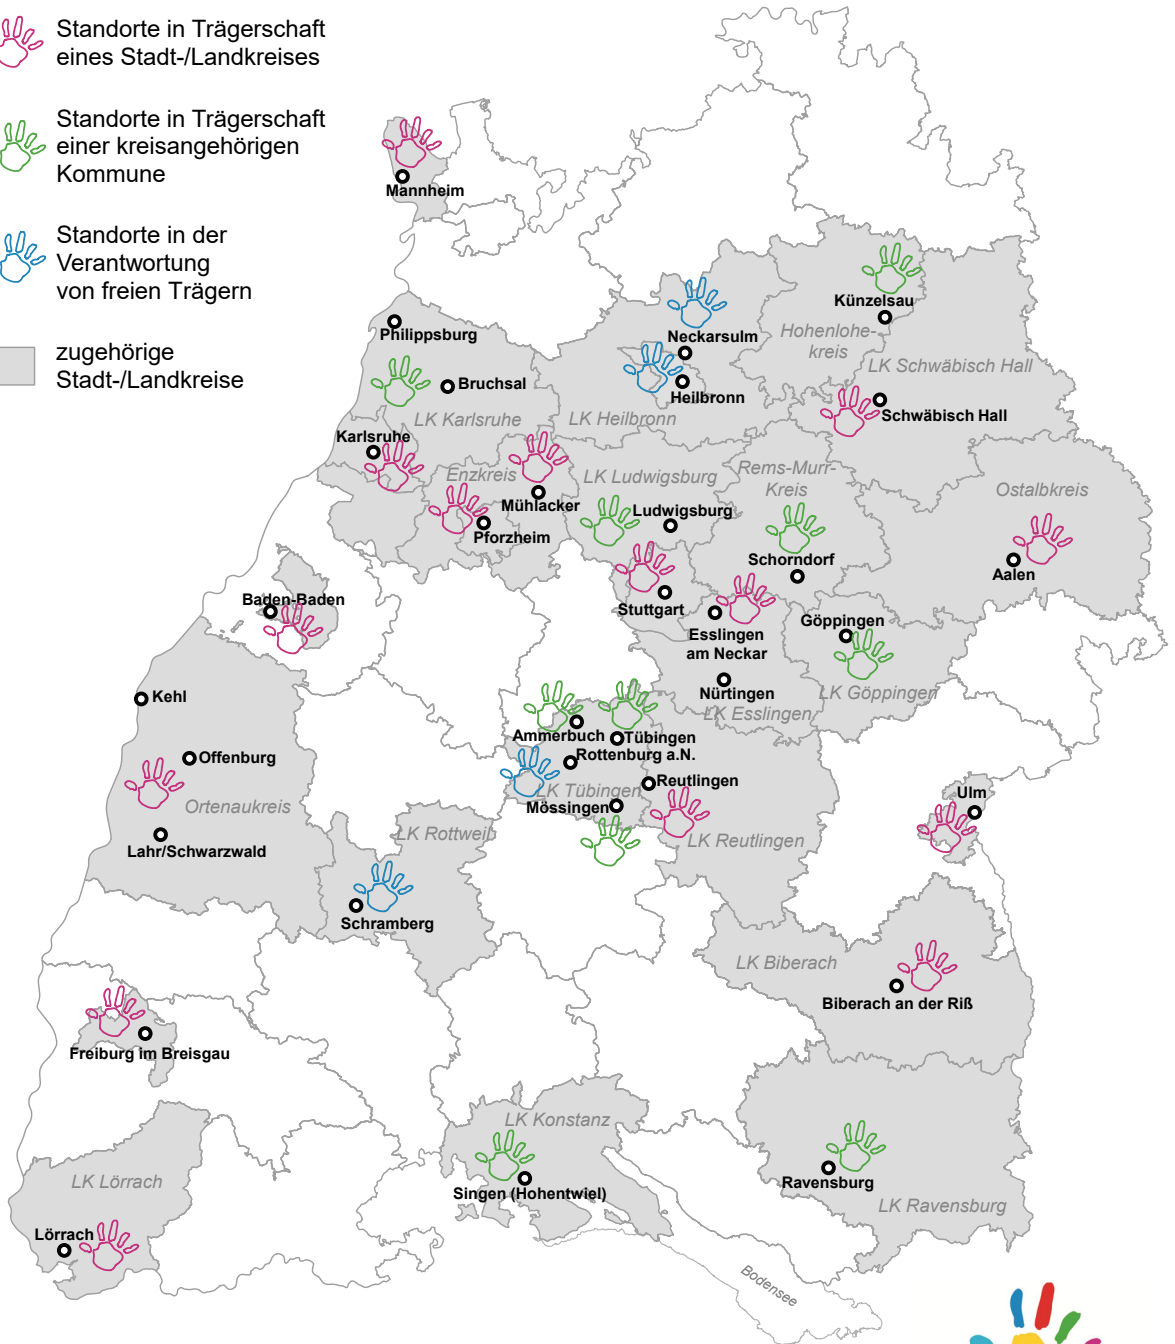 Standorte in Trägerschaft
eines Stadt-/Landkreises
Standorte in Trägerschaft
einer kreisangehörigen
Kommune
Standorte in der
Verantwortung
von freien Trägern
zugehörige
Stadt-/Landkreise
Mannheim
Philippsburg
Bruchsal
LK Karlsruhe
Karlsruhe
Enzkreis
Mühlacker
Pforzheim
Neckarsulm
Heilbronn
LK Heilbronn
Künzelsau
Hohenlohe-
kreis
LK Schwäbisch Hall
Schwäbisch Hall
LK Ludwigsburg
Ludwigsburg
Rems-Murr-
Kreis
Schorndorf
Ostalbkreis
Aalen
Stuttgart
Esslingen
am Neckar
Nürtingen
LK Esslingen
Göppingen
LK Göppingen
Baden-Baden
Kehl
Offenburg
Ortenaukreis
Lahr/Schwarzwald
Ammerbuch
Tübingen
Rottenburg a.N.
LK Tübingen
Mössingen
Reutlingen
LK Reutlingen
Ulm
LK Rottweil
Schramberg
LK Biberach
Biberach an der Riß
Freiburg im Breisgau
LK Konstanz
Singen (Hohentwiel)
Ravensburg
LK Ravensburg
LK Lörrach
Lörrach
Bodensee